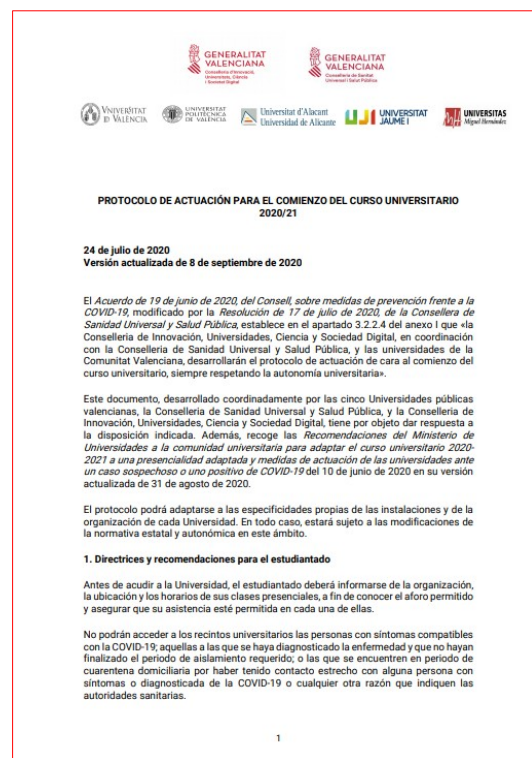 GENERALITAT
VALENCIANA
Conselleria d'Innovació,
Universitats, Ciència
i Societat Digital
GENERALITAT
VALENCIANA
Conselleria de Sanitat
Universal i Salut Pública
VNIVERSITAT
ID VALÈNCIA
UNIVERSITAT
POLITÈCNICA
DE VALÈNCIA
Universitat d'Alacant
Universidad de Alicante
UJI UNIVERSITAT
JAUME I
UNIVERSITAS
Miguel Hernández
PROTOCOLO DE ACTUACIÓN PARA EL COMIENZO DEL CURSO UNIVERSITARIO
2020/21
24 de julio de 2020
Versión actualizada de 8 de septiembre de 2020
El Acuerdo de 19 de junio de 2020, del Consell, sobre medidas de prevención frente a la
COVID-19, modificado por la Resolución de 17 julio de 2020, de la Consellera de
Sanidad Universal y Salud Pública, establece en el apartado 3.2.2.4 del anexo I que «la
Conselleria de Innovación, Universidades, Ciencia y Sociedad Digital, en coordinación
con la Conselleria de Sanidad Universal y Salud Pública, y las universidades de la
Comunitat Valenciana, desarrollarán el protocolo de actuación de cara al comienzo del
curso universitario, siempre respetando la autonomía universitaria».
Este documento, desarrollado coordinadamente por las cinco Universidades públicas
valencianas, la Conselleria de Sanidad Universal y Salud Pública, y la Conselleria de
Innovación, Universidades, Ciencia y Sociedad Digital, tiene por objeto dar respuesta a
la disposición indicada. Además, recoge las Recomendaciones del Ministerio de
Universidades a la comunidad universitaria para adaptar el curso universitario 2020-
2021 a una presencialidad adaptada y medidas de actuación de las universidades ante
un caso sospechoso o uno positivo de COVID-19 del 10 de junio de 2020 en su versión
actualizada de 31 de agosto de 2020.
El protocolo podrá adaptarse a las especificidades propias de las instalaciones y de la
organización de cada Universidad. En todo caso, estará sujeto a las modificaciones de
la normativa estatal y autonómica en este ámbito.
1. Directrices y recomendaciones para el estudiantado
Antes de acudir a la Universidad, el estudiantado deberá informarse de la organización,
la ubicación y los horarios de sus clases presenciales, a fin de conocer el aforo permitido
y asegurar que su asistencia esté permitida en cada una de ellas.
No podrán acceder a los recintos universitarios las personas con síntomas compatibles
con la COVID-19; aquellas a las que se haya diagnosticado la enfermedad y que no hayan
finalizado el periodo de aislamiento requerido; o las que se encuentren en periodo de
cuarentena domiciliaria por haber tenido contacto estrecho con alguna persona con
síntomas o diagnosticada de la COVID-19 o cualquier otra razón que indiquen las
autoridades sanitarias.
1